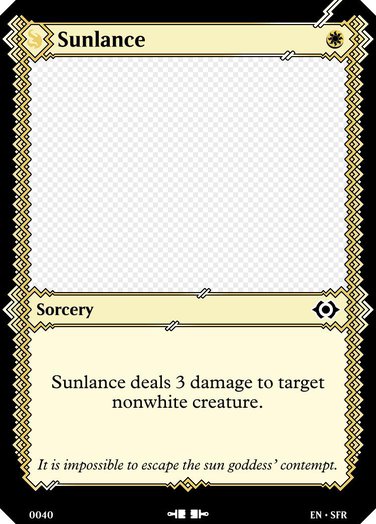 Sunlance
Sorcery
Sunlance deals 3 damage to target
nonwhite creature.
It is impossible to escape the sun goddess’ contempt.
0040
EN • SFR